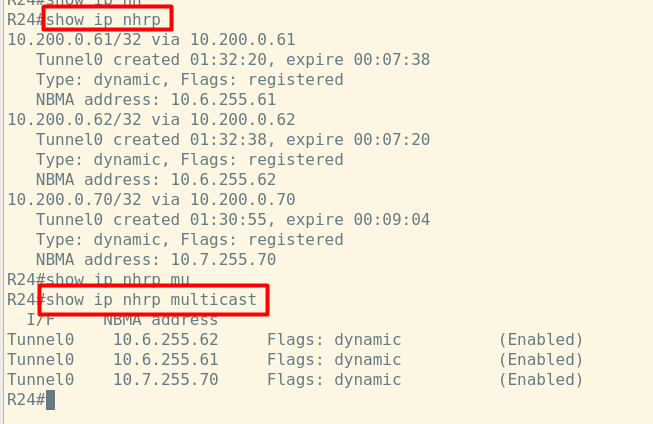 R24#show ip nh
R24#show ip nhrp
10.200.0.61/32 via 10.200.0.61
   Tunnel0 created 01:32:20, expire 00:07:38
   Type: dynamic, Flags: registered
   NBMA address: 10.6.255.61
10.200.0.62/32 via 10.200.0.62
   Tunnel0 created 01:32:38, expire 00:07:20
   Type: dynamic, Flags: registered
   NBMA address: 10.6.255.62
10.200.0.70/32 via 10.200.0.70
   Tunnel0 created 01:30:55, expire 00:09:04
   Type: dynamic, Flags: registered
   NBMA address: 10.7.255.70
R24#show ip nhrp mu
R24#show ip nhrp multicast
  I/F     NBMA address
Tunnel0    10.6.255.62     Flags: dynamic          (Enabled)
Tunnel0    10.6.255.61     Flags: dynamic          (Enabled)
Tunnel0    10.7.255.70     Flags: dynamic          (Enabled)
R24#